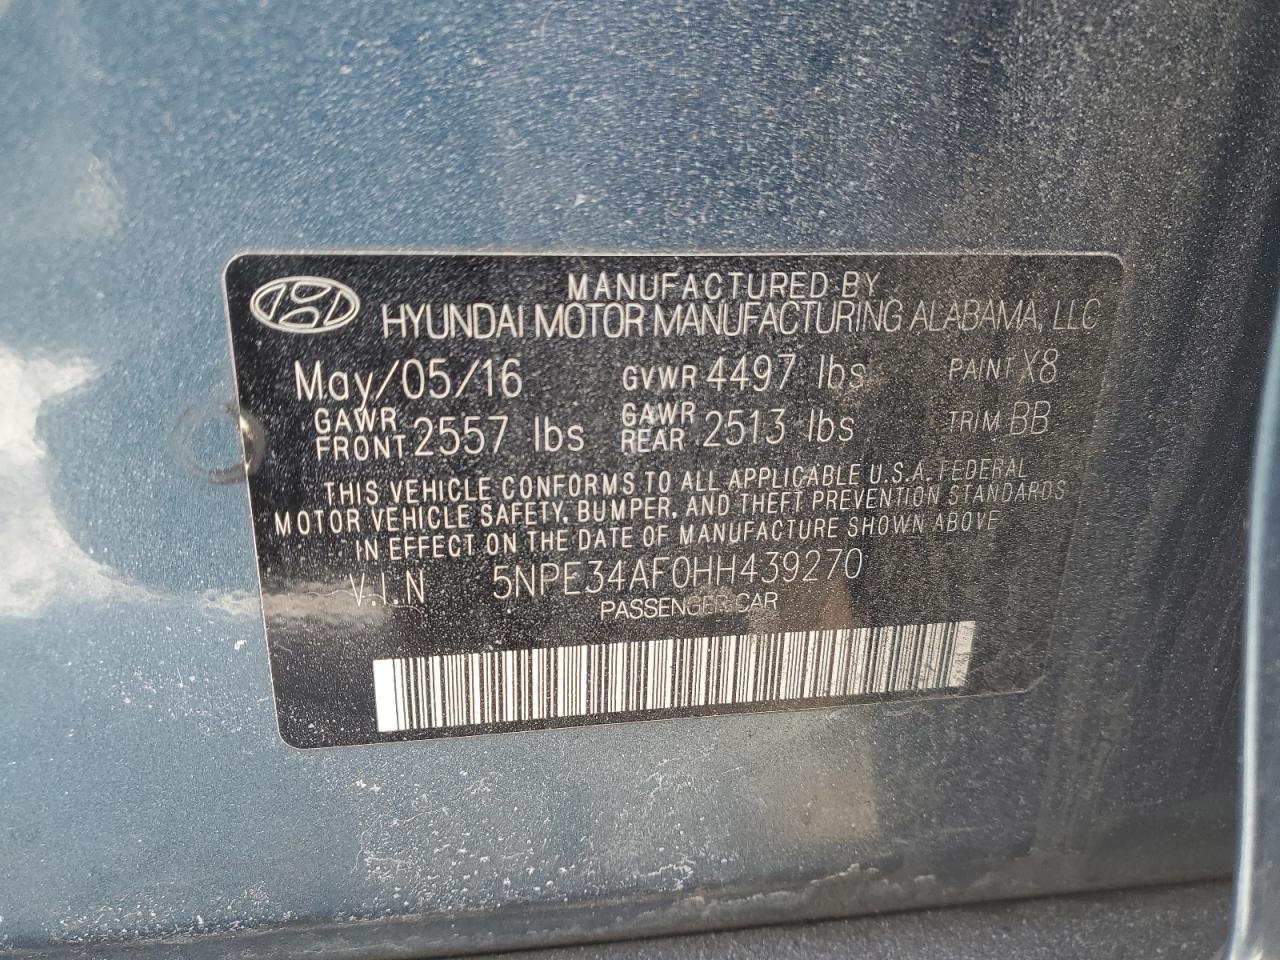 MANUFACTURED BY
HYUNDAI MOTOR MANUFACTURING ALABAMA, LLC
May/05/16 GVWR 4497 lbs PAINT X8
GAWR FRONT 2557 lbs GAWR REAR 2513 lbs TRIM BB
THIS VEHICLE CONFORMS TO ALL APPLICABLE U.S.A. FEDERAL
MOTOR VEHICLE SAFETY, BUMPER, AND THEFT PREVENTION STANDARDS
IN EFFECT ON THE DATE OF MANUFACTURE SHOWN ABOVE
V.I.N 5NPE34AF0HH439270
PASSENGER CAR